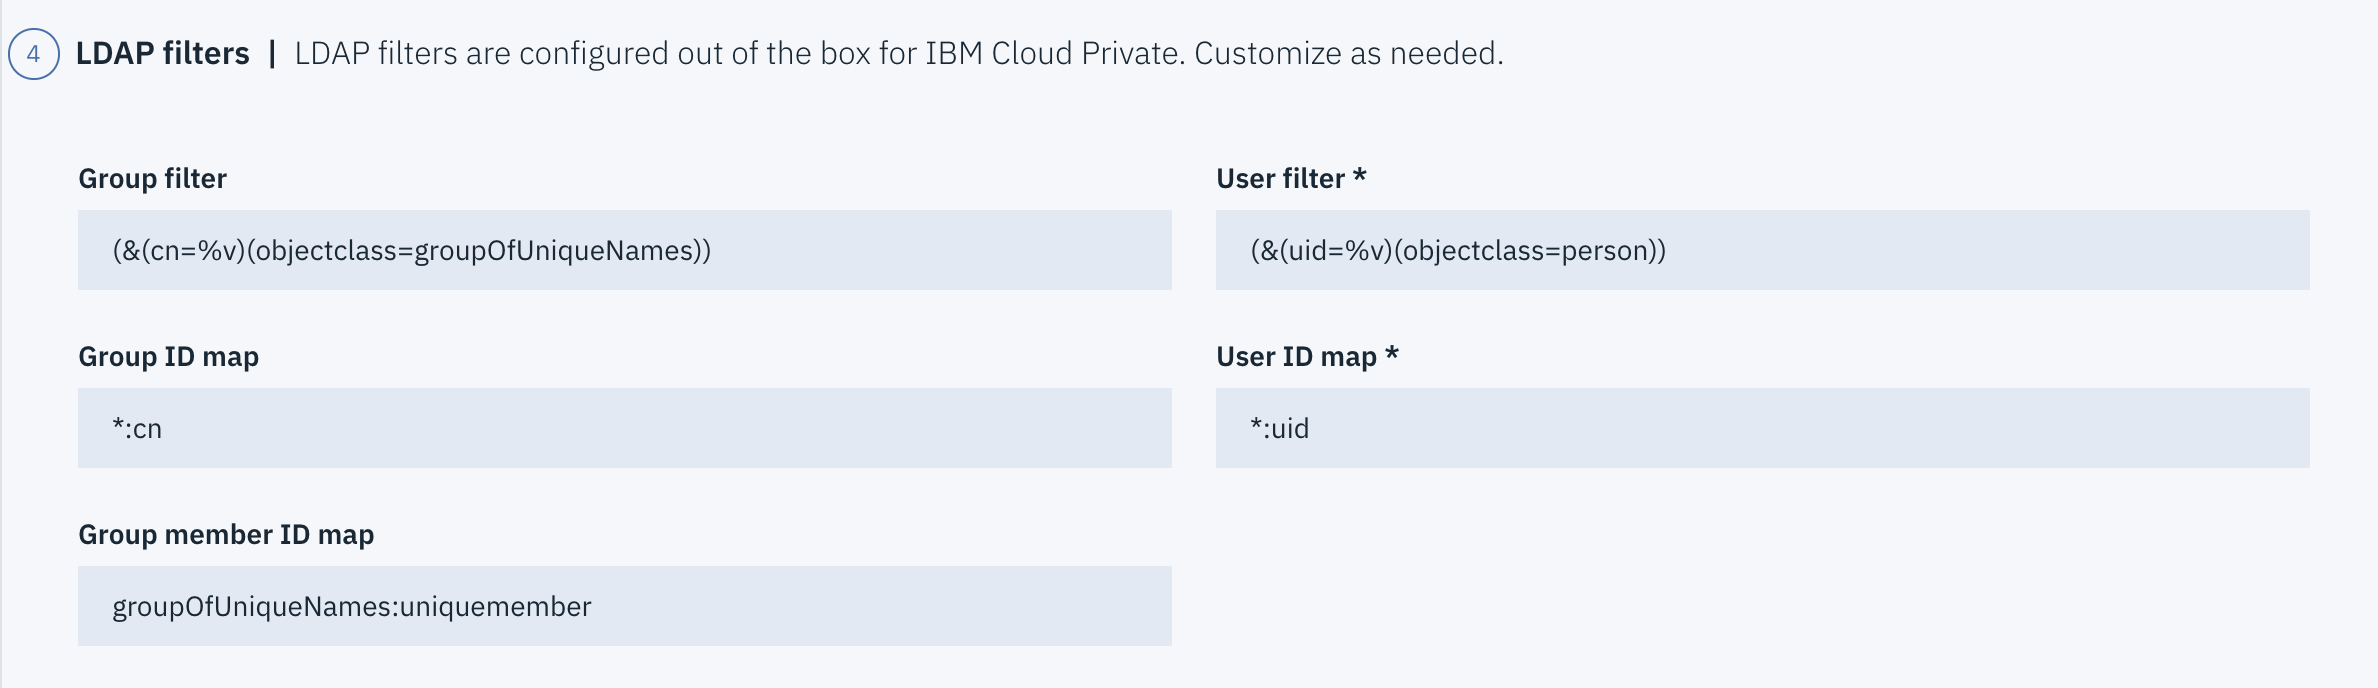 4 LDAP filters | LDAP filters are configured out of the box for IBM Cloud Private. Customize as needed.
Group filter
(&(cn=%v)(objectclass=groupOfUniqueNames))
User filter *
(&(uid=%v)(objectclass=person))
Group ID map
*:cn
User ID map *
*:uid
Group member ID map
groupOfUniqueNames:uniquemember